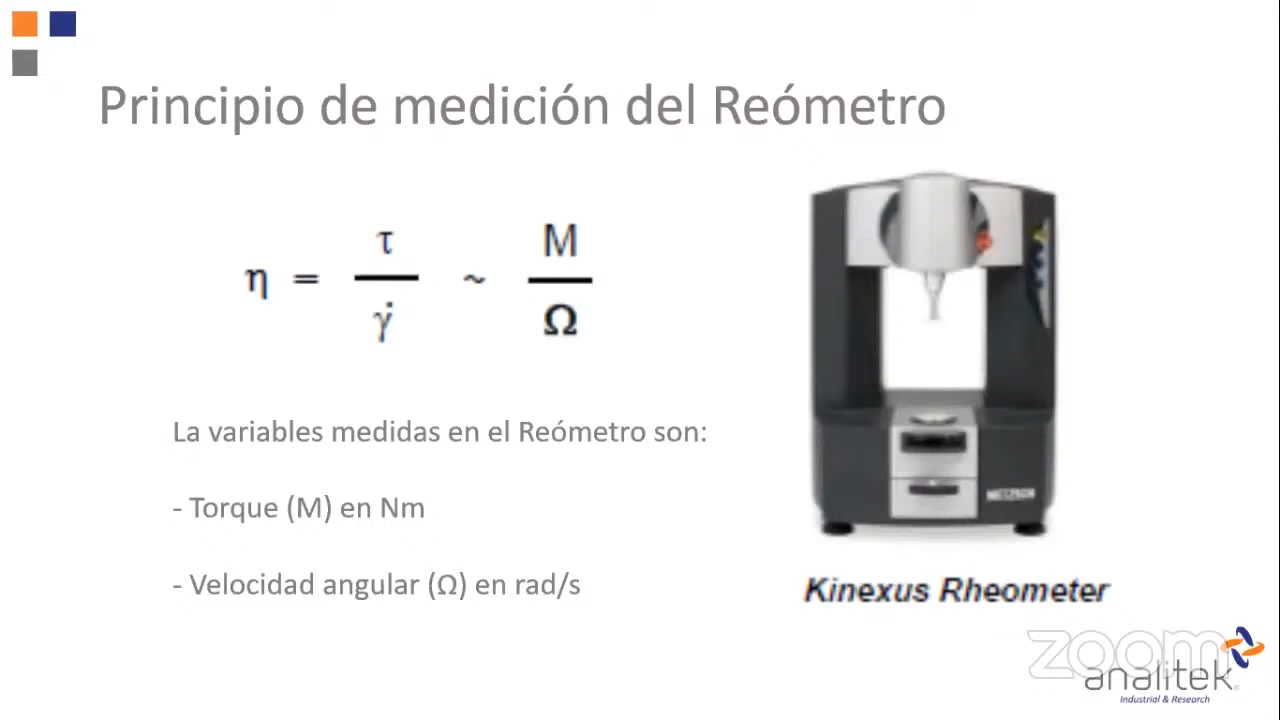 Principio de medición del Reómetro
η = τ / γ̇ ~ M / Ω
La variables medidas en el Reómetro son:
- Torque (M) en Nm
- Velocidad angular (Ω) en rad/s
NETZSCH
Kinexus Rheometer
zoom
analitek
Industrial & Research